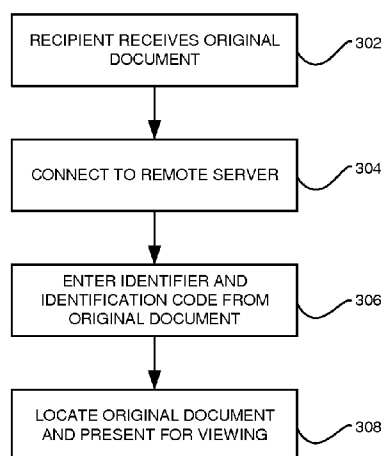 RECIPIENT RECEIVES ORIGINAL
DOCUMENT
302
CONNECT TO REMOTE SERVER
304
ENTER IDENTIFIER AND
IDENTIFICATION CODE FROM
ORIGINAL DOCUMENT
306
LOCATE ORIGINAL DOCUMENT
AND PRESENT FOR VIEWING
308